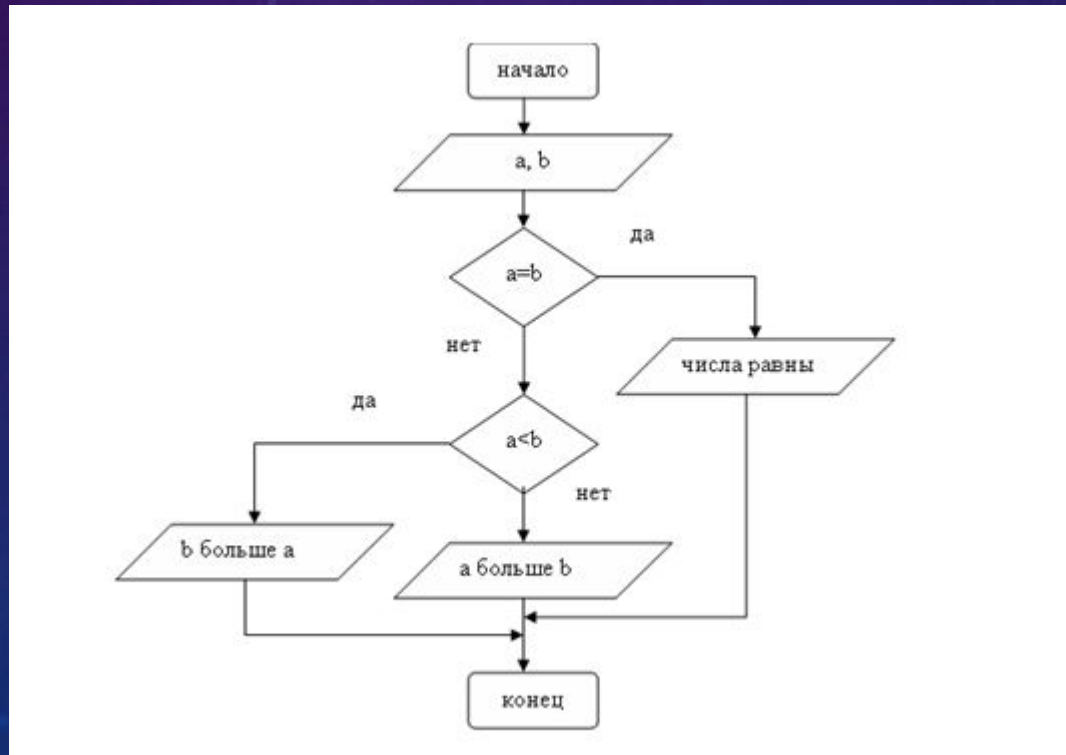 начало
a, b
да
a=b
нет
числа равны
да
a<b
нет
b больше a
a больше b
конец